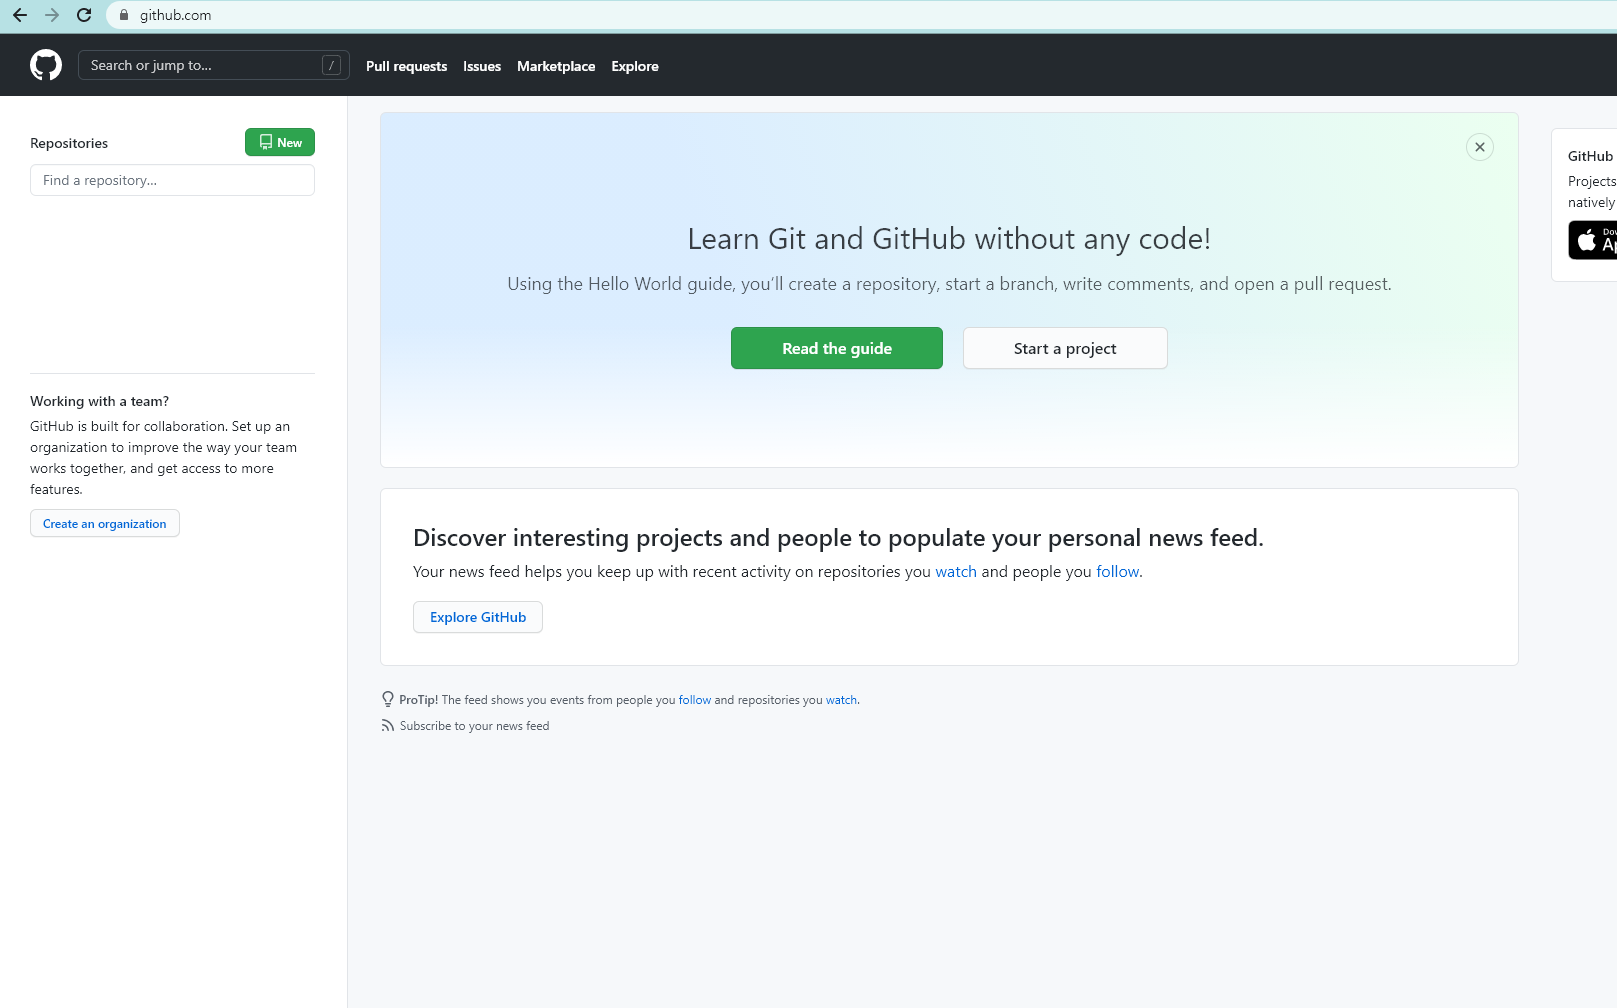 github.com
Search or jump to...
/
Pull requests
Issues
Marketplace
Explore
Repositories
New
Find a repository...
Working with a team?
GitHub is built for collaboration. Set up an
organization to improve the way your team
works together, and get access to more
features.
Create an organization
Learn Git and GitHub without any code!
Using the Hello World guide, you’ll create a repository, start a branch, write comments, and open a pull request.
Read the guide
Start a project
Discover interesting projects and people to populate your personal news feed.
Your news feed helps you keep up with recent activity on repositories you watch and people you follow.
Explore GitHub
ProTip! The feed shows you events from people you follow and repositories you watch.
Subscribe to your news feed
GitHub
Projects
natively